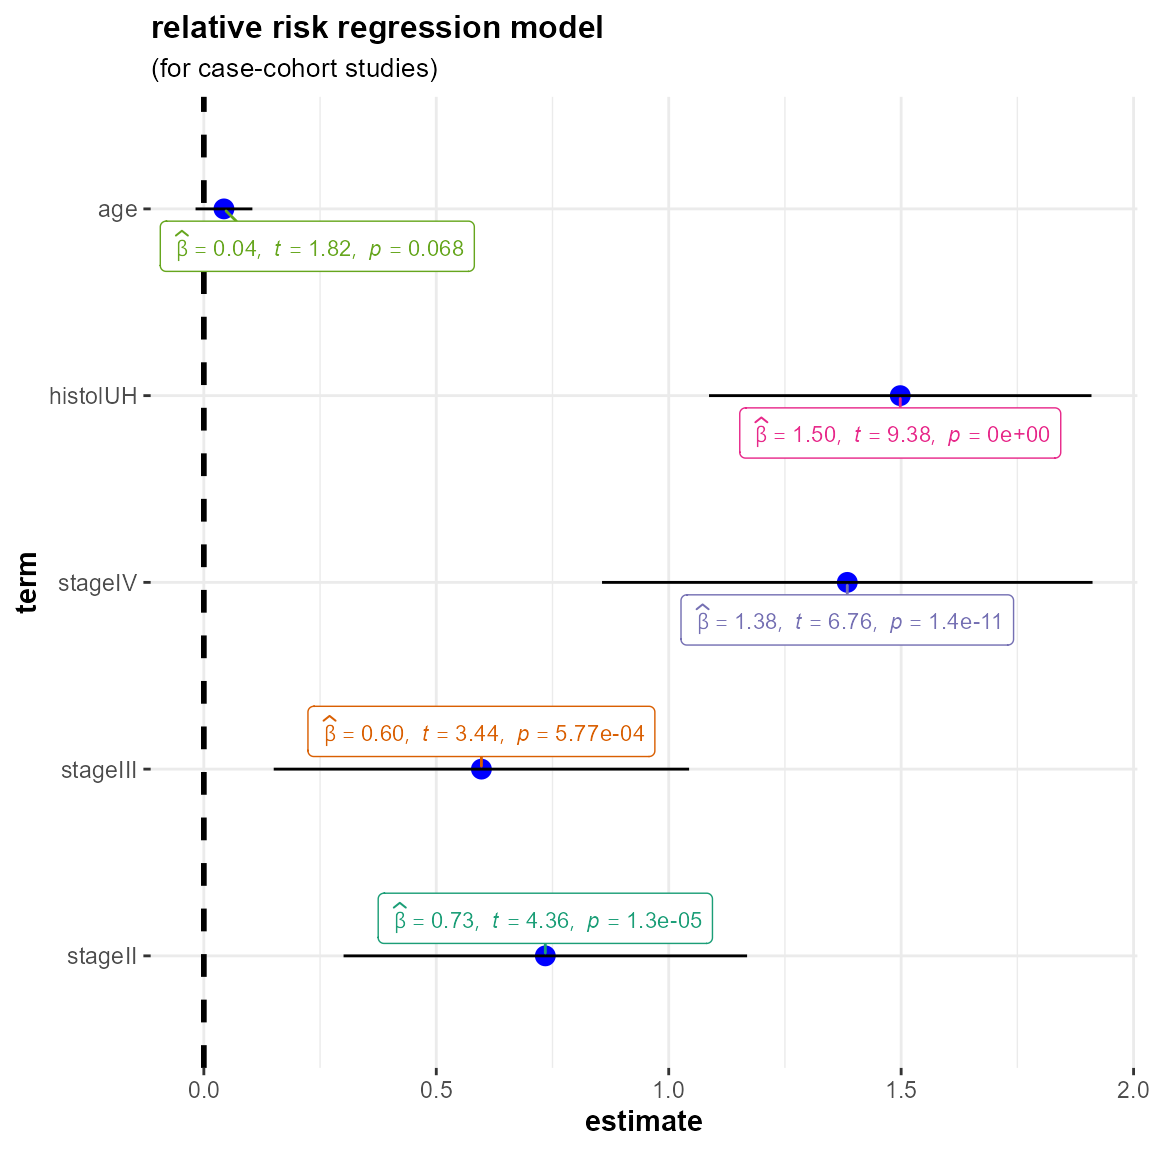 relative risk regression model
(for case-cohort studies)
term
age
β̂ = 0.04, t = 1.82, p = 0.068
histolUH
β̂ = 1.50, t = 9.38, p = 0e+00
stageIV
β̂ = 1.38, t = 6.76, p = 1.4e-11
β̂ = 0.60, t = 3.44, p = 5.77e-04
stageIII
β̂ = 0.73, t = 4.36, p = 1.3e-05
stageII
0.0 0.5 1.0 1.5 2.0
estimate